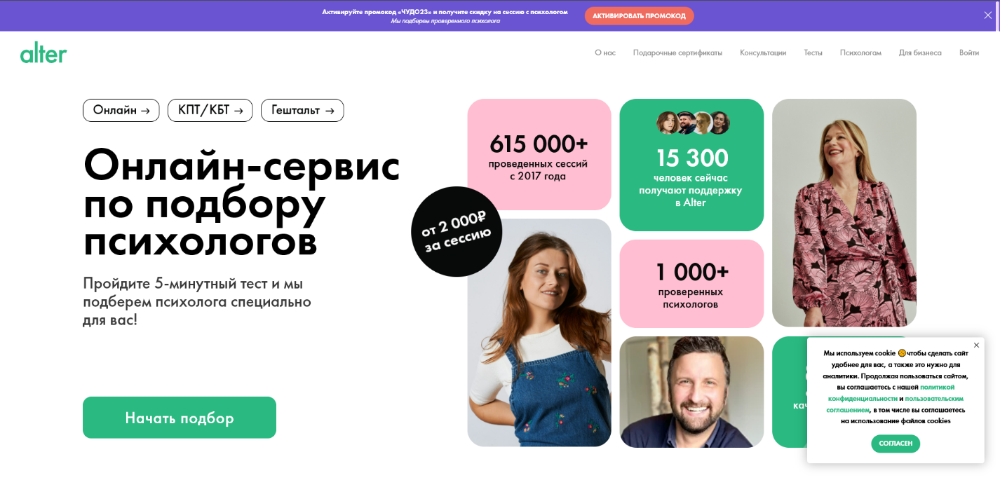 Активируйте промокод «ЧУДО23» и получите скидку на сессию с психологом
Мы подберем проверенного психолога
АКТИВИРОВАТЬ ПРОМОКОД
alter
О нас
Подарочные сертификаты
Консультации
Тесты
Психологам
Для бизнеса
Войти
Онлайн →
КПТ/КБТ →
Гештальт →
Онлайн-сервис
по подбору
психологов
Пройдите 5-минутный тест и мы
подберем психолога специально
для вас!
Начать подбор
от 2 000₽
за сессию
615 000+
проведенных сессий
с 2017 года
15 300
человек сейчас
получают поддержку
в Alter
1 000+
проверенных
психологов
Мы используем cookie 🍪чтобы сделать сайт
удобнее для вас, а также это нужно для
аналитики. Продолжая пользоваться сайтом,
вы соглашаетесь с нашей политикой
конфиденциальности и пользовательским
соглашением, в том числе вы соглашаетесь
на использование файлов cookies
СОГЛАСЕН